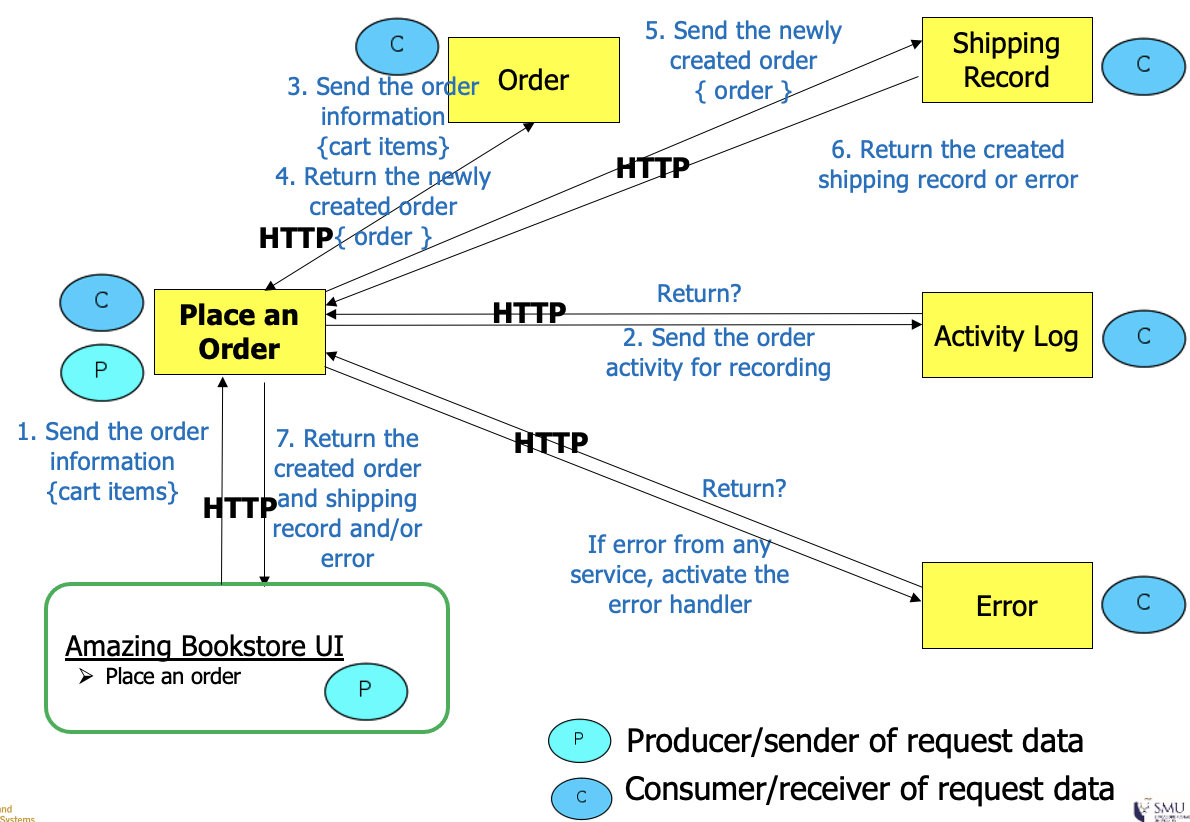 C
Order
5. Send the newly
created order
{ order }
Shipping
Record
C
3. Send the order
information
{cart items}
4. Return the newly
created order
{ order }
HTTP
HTTP
6. Return the created
shipping record or error
C
P
Place an
Order
HTTP
Return?
2. Send the order
activity for recording
Activity Log
C
1. Send the order
information
{cart items}
HTTP
7. Return the
created order
and shipping
record and/or
error
HTTP
Return?
If error from any
service, activate the
error handler
Error
C
Amazing Bookstore UI
➢ Place an order
P
P
Producer/sender of request data
C
Consumer/receiver of request data
nd
Systems
SMU